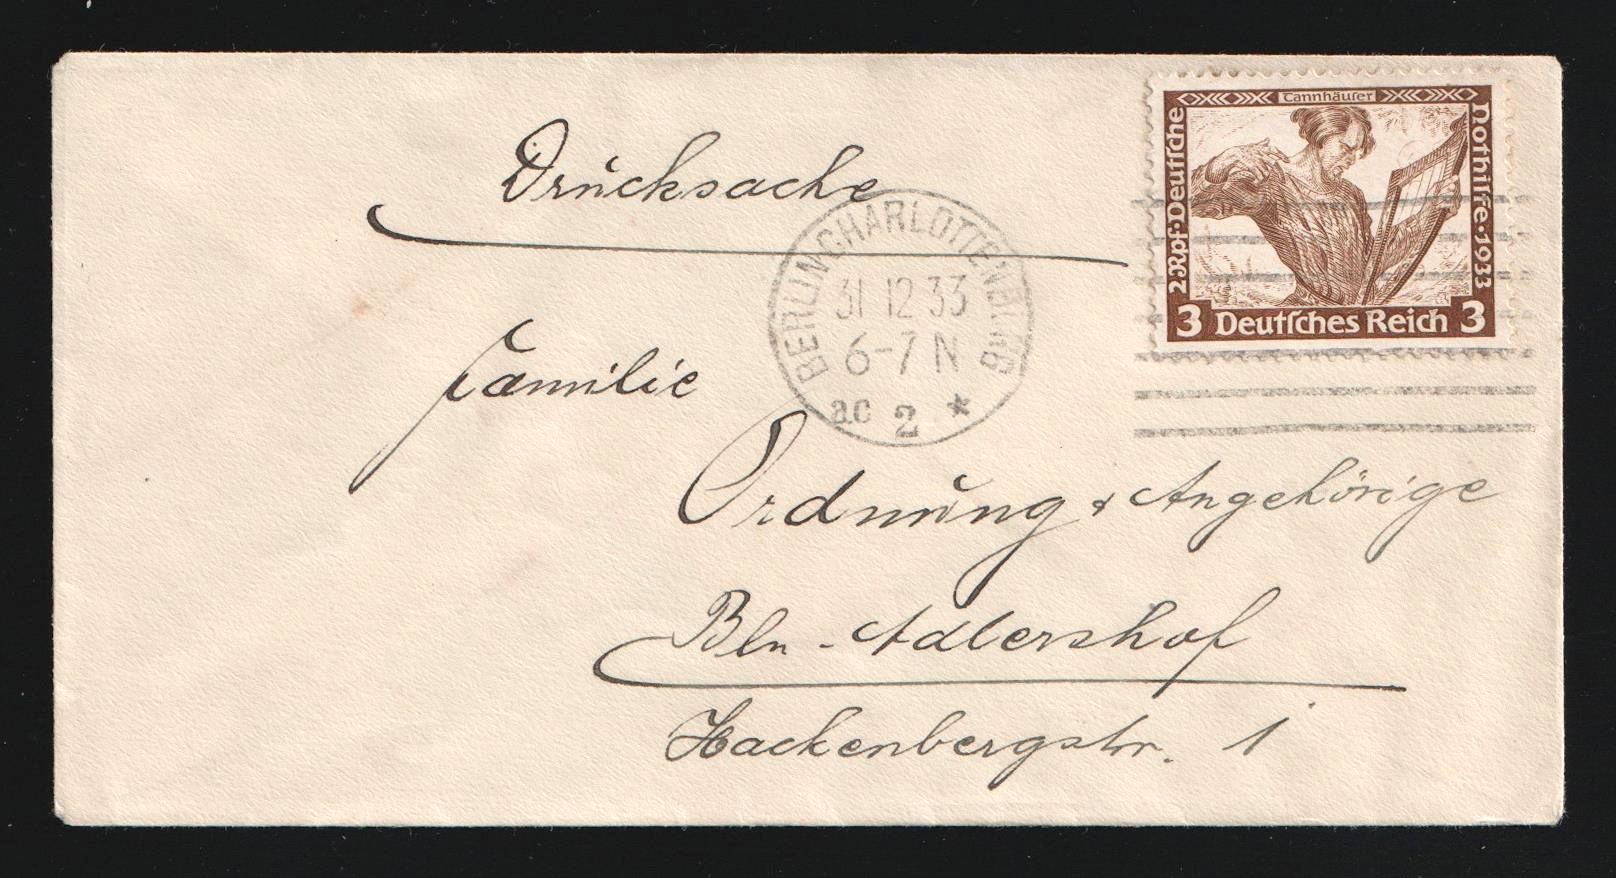 Drucksache
Tannhäuser
2 Rpf·Deutsche
Nothilfe·1933
3 Deutsches Reich 3
BERLIN-CHARLOTTENBURG
31 12 33
6-7 N
a.c 2 *
Familie
Ordnung & Angehörige
Bln - Adlershof
Hackenbergstr. 1